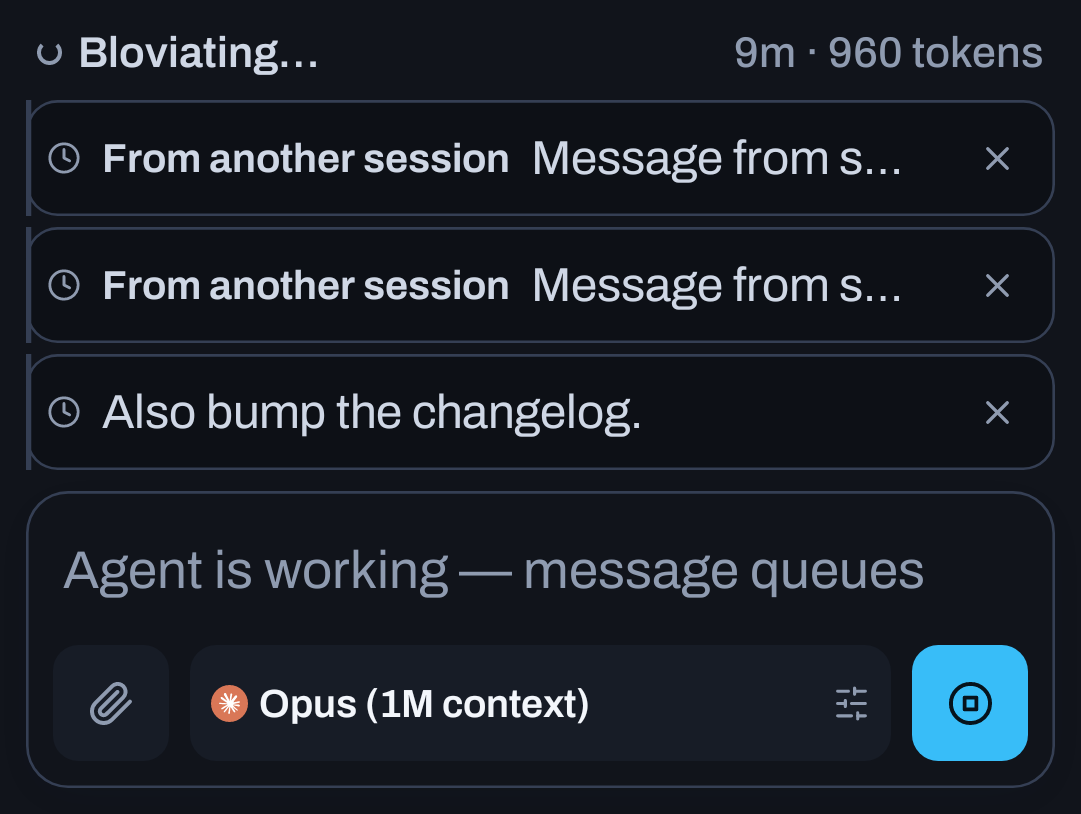 Bloviating…
9m · 960 tokens
From another session Message from s…
From another session Message from s…
Also bump the changelog.
Agent is working — message queues
Opus (1M context)